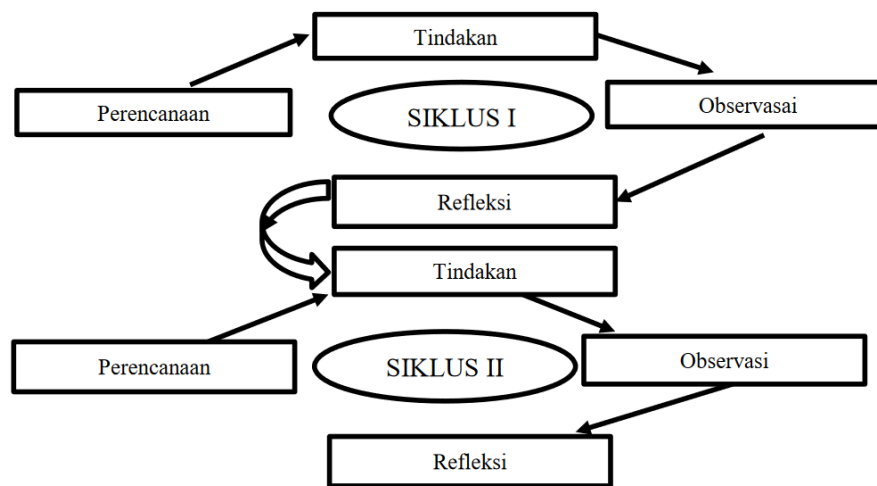 Tindakan
Perencanaan
SIKLUS I
Observasai
Refleksi
Tindakan
Perencanaan
SIKLUS II
Observasi
Refleksi